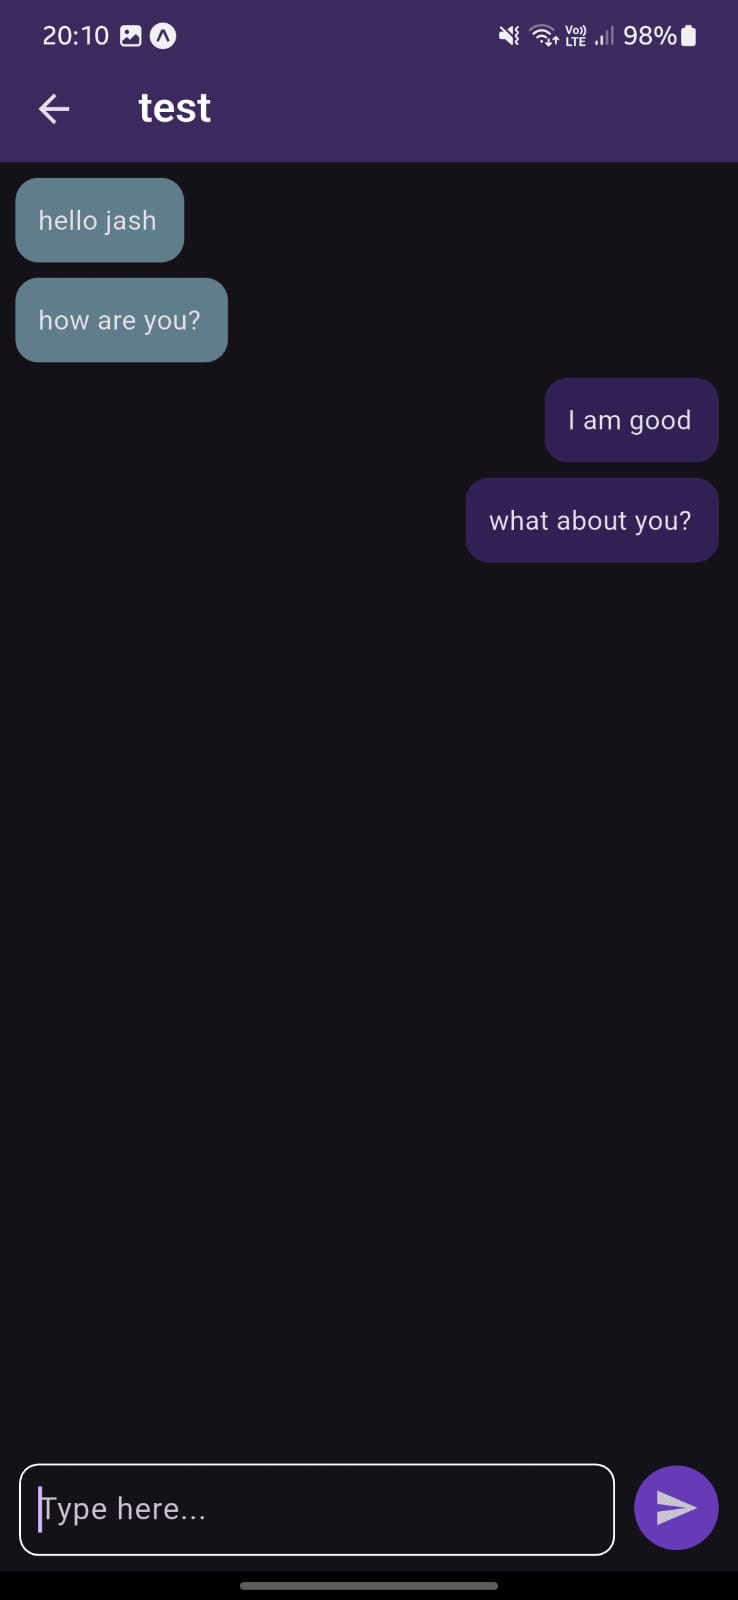 20:10 Vo)) LTE 98%
test
hello jash
how are you?
I am good
what about you?
Type here...